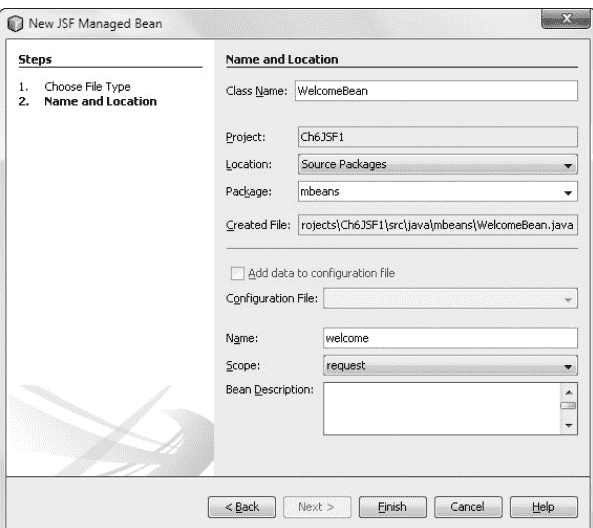 New JSF Managed Bean
Steps
1. Choose File Type
2. Name and Location
Name and Location
Class Name: WelcomeBean
Project: Ch6JSF1
Location: Source Packages
Package: mbeans
Created File: rojects\Ch6JSF1\src\java\mbeans\WelcomeBean.java
Add data to configuration file
Configuration File:
Name: welcome
Scope: request
Bean Description:
< Back Next > Finish Cancel Help